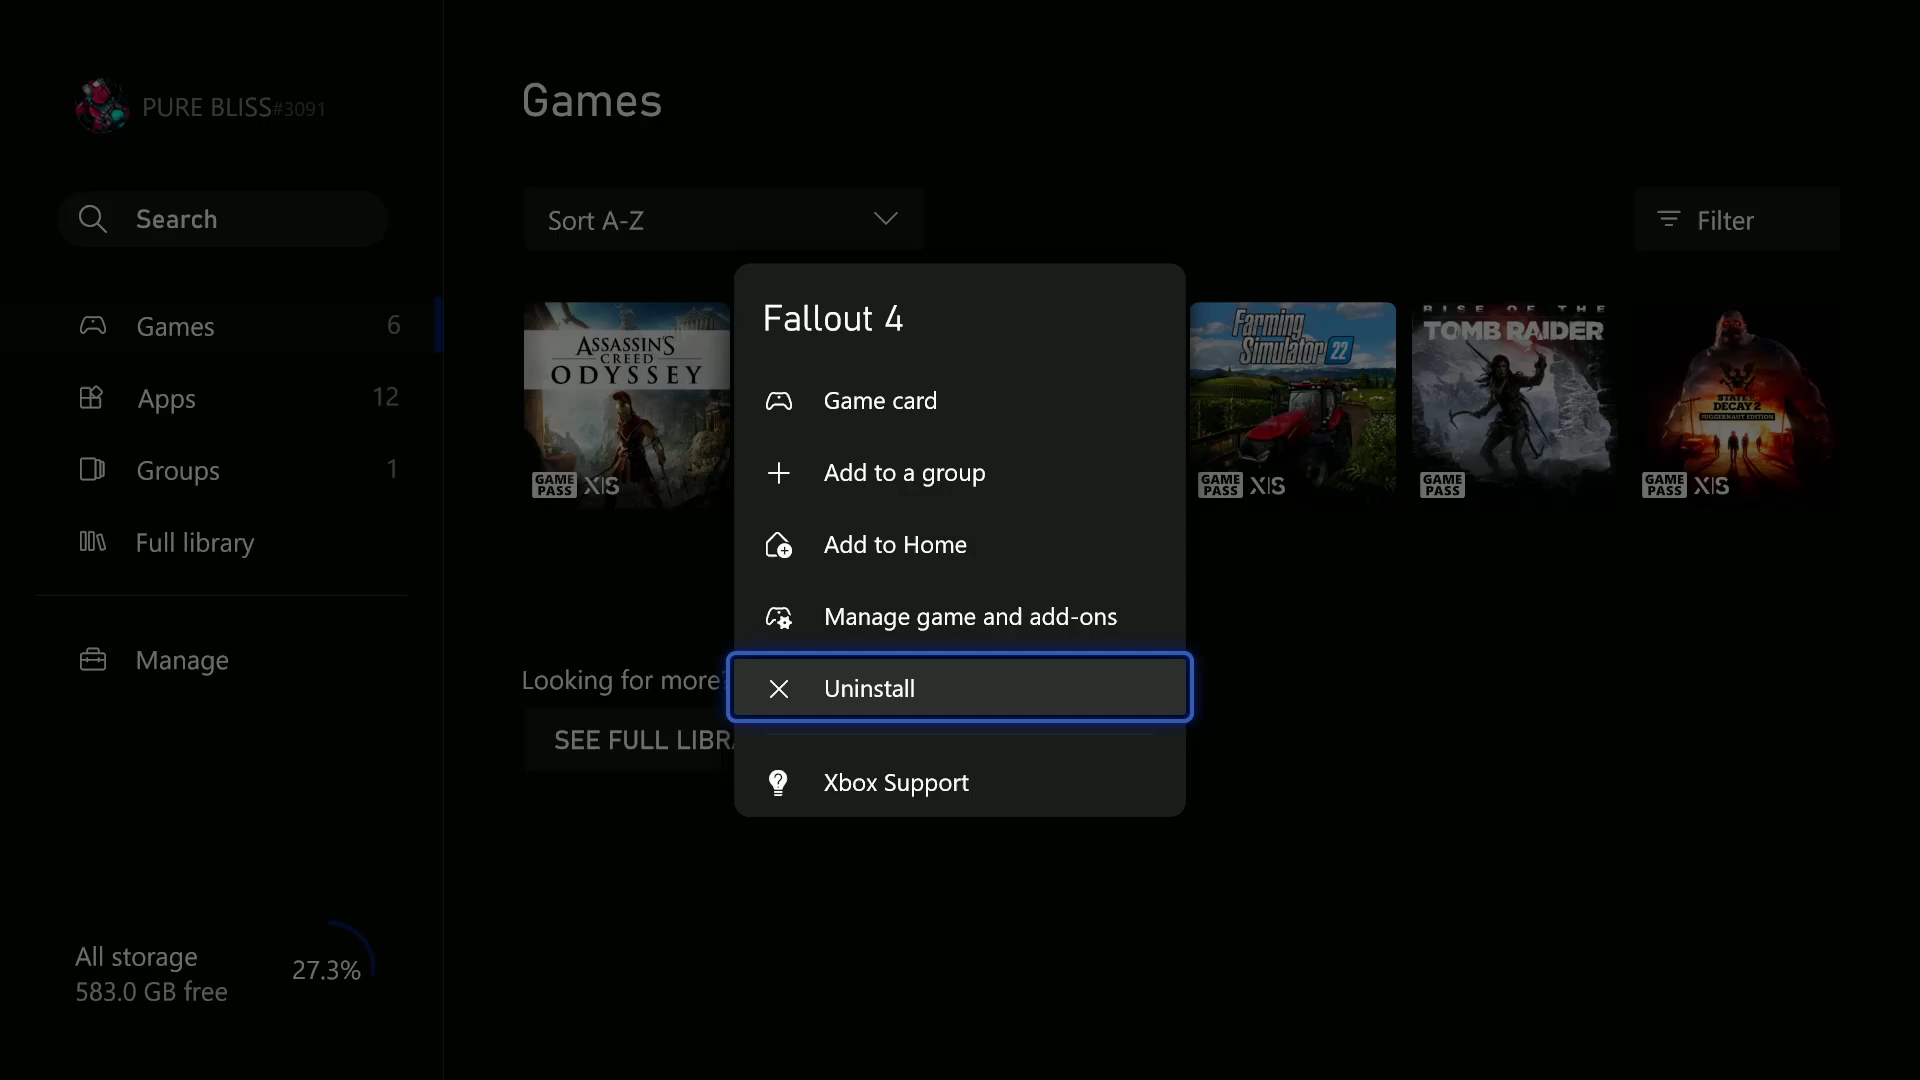 PURE BLISS#3091
Search
Games 6
Apps 12
Groups 1
Full library
Manage
All storage
583.0 GB free
27.3%
Games
Sort A-Z
Filter
ASSASSIN'S
CREED
ODYSSEY
GAME
PASS X|S
Fallout 4
Game card
Add to a group
Add to Home
Manage game and add-ons
Uninstall
Xbox Support
Farming
Simulator 22
GAME
PASS X|S
RISE OF THE
TOMB RAIDER
GAME
PASS
STATE OF
DECAY 2
JUGGERNAUT EDITION
GAME
PASS X|S
Looking for more?
SEE FULL LIBRA